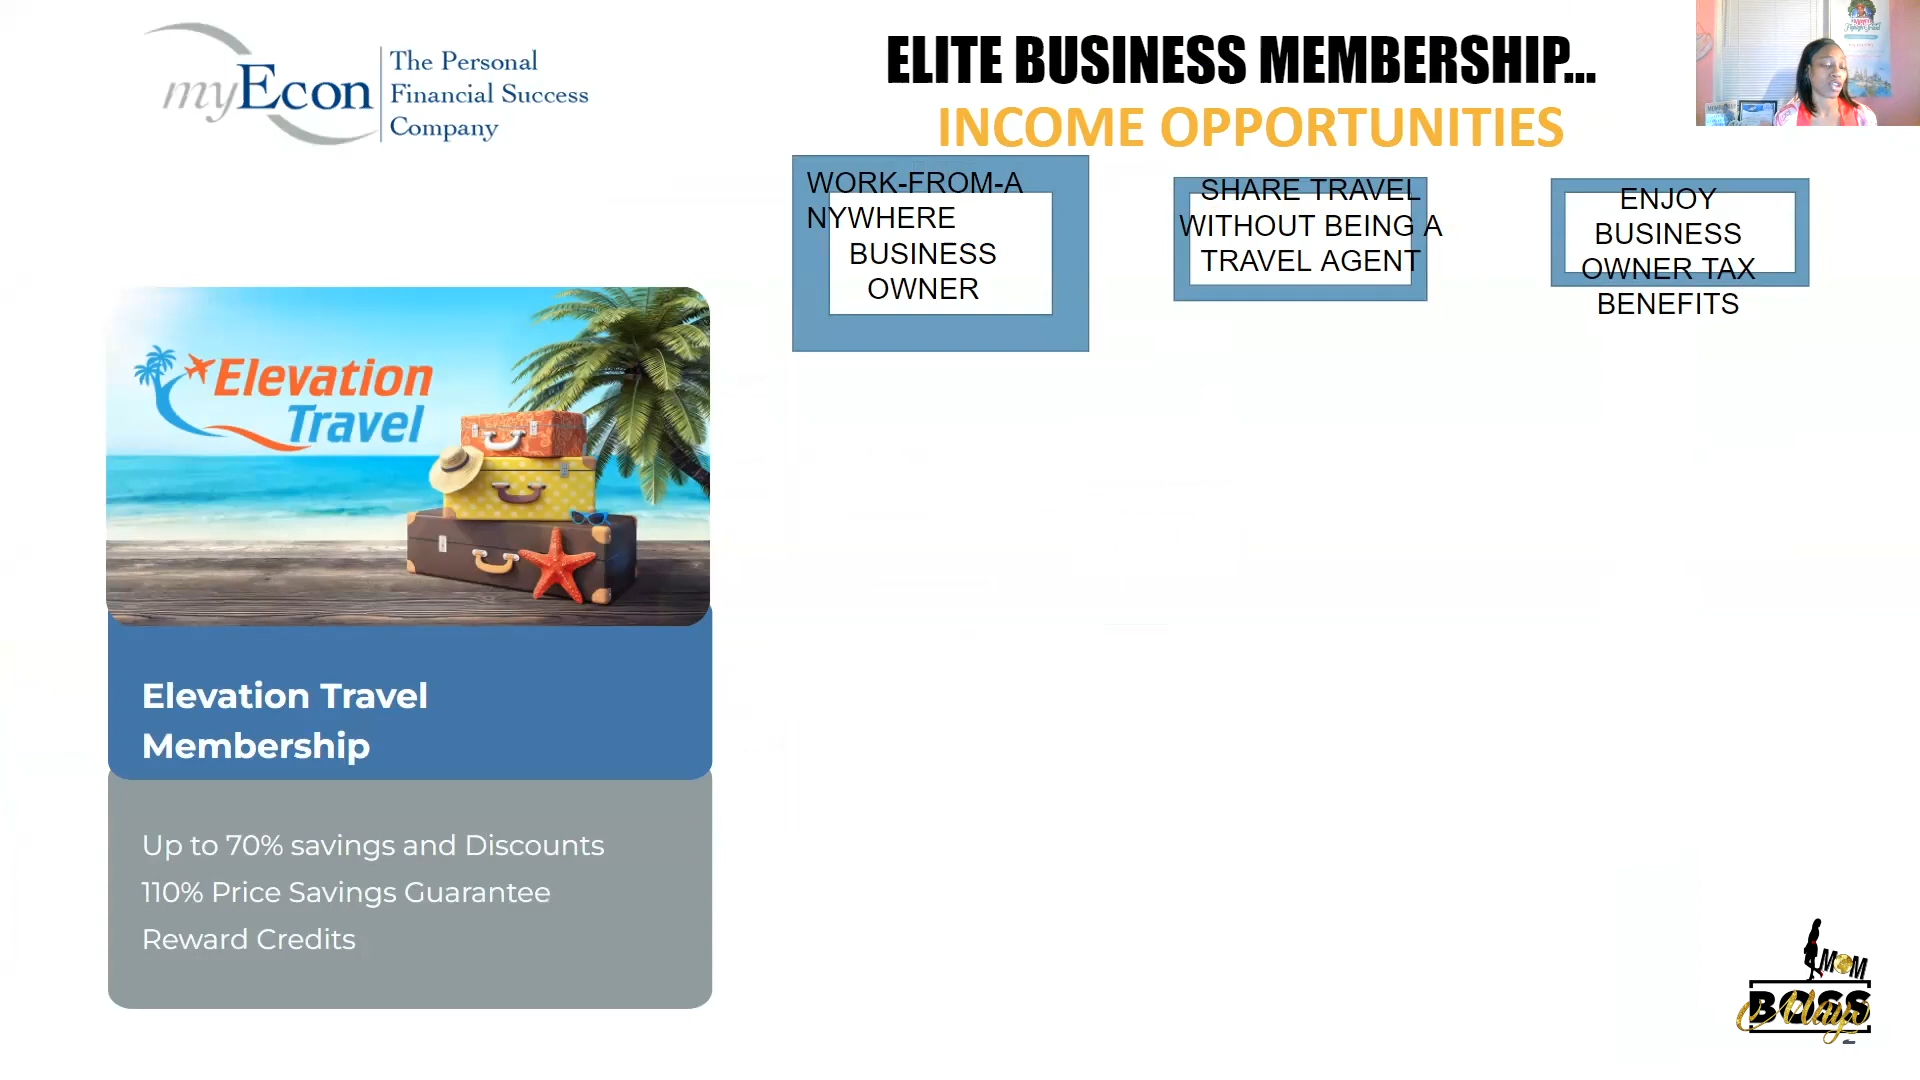 myEcon
The Personal
Financial Success
Company
ELITE BUSINESS MEMBERSHIP...
INCOME OPPORTUNITIES
WORK-FROM-A
NYWHERE
BUSINESS
OWNER
SHARE TRAVEL
WITHOUT BEING A
TRAVEL AGENT
ENJOY
BUSINESS
OWNER TAX
BENEFITS
Elevation
Travel
Elevation Travel
Membership
Up to 70% savings and Discounts
110% Price Savings Guarantee
Reward Credits
MOM
BOSS